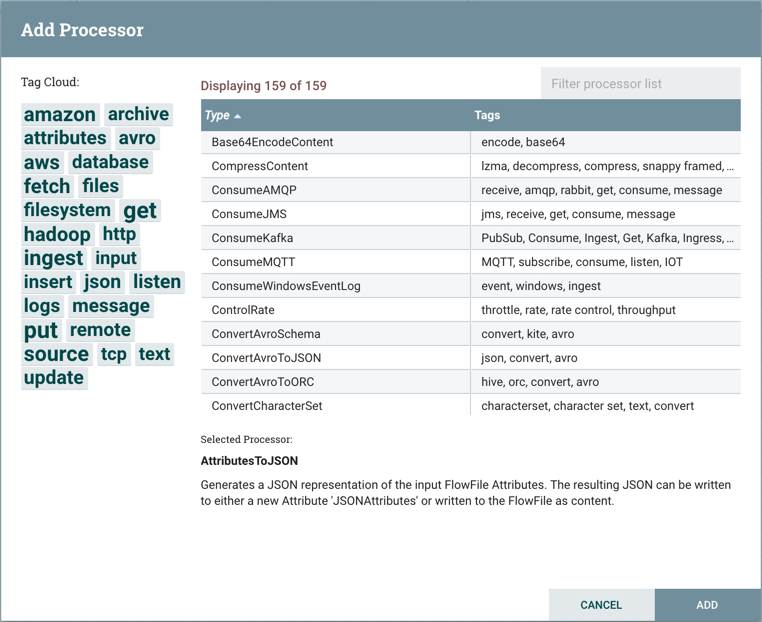 Add Processor
Tag Cloud:
amazon archive
attributes avro
aws database
fetch files
filesystem get
hadoop http
ingest input
insert json listen
logs message
put remote
source tcp text
update
Displaying 159 of 159
Filter processor list
Type Tags
Base64EncodeContent encode, base64
CompressContent lzma, decompress, compress, snappy framed, ...
ConsumeAMQP receive, amqp, rabbit, get, consume, message
ConsumeJMS jms, receive, get, consume, message
ConsumeKafka PubSub, Consume, Ingest, Get, Kafka, Ingress, ...
ConsumeMQTT MQTT, subscribe, consume, listen, IOT
ConsumeWindowsEventLog event, windows, ingest
ControlRate throttle, rate, rate control, throughput
ConvertAvroSchema convert, kite, avro
ConvertAvroToJSON json, convert, avro
ConvertAvroToORC hive, orc, convert, avro
ConvertCharacterSet characterset, character set, text, convert
Selected Processor:
AttributesToJSON
Generates a JSON representation of the input FlowFile Attributes. The resulting JSON can be written
to either a new Attribute 'JSONAttributes' or written to the FlowFile as content.
CANCEL ADD